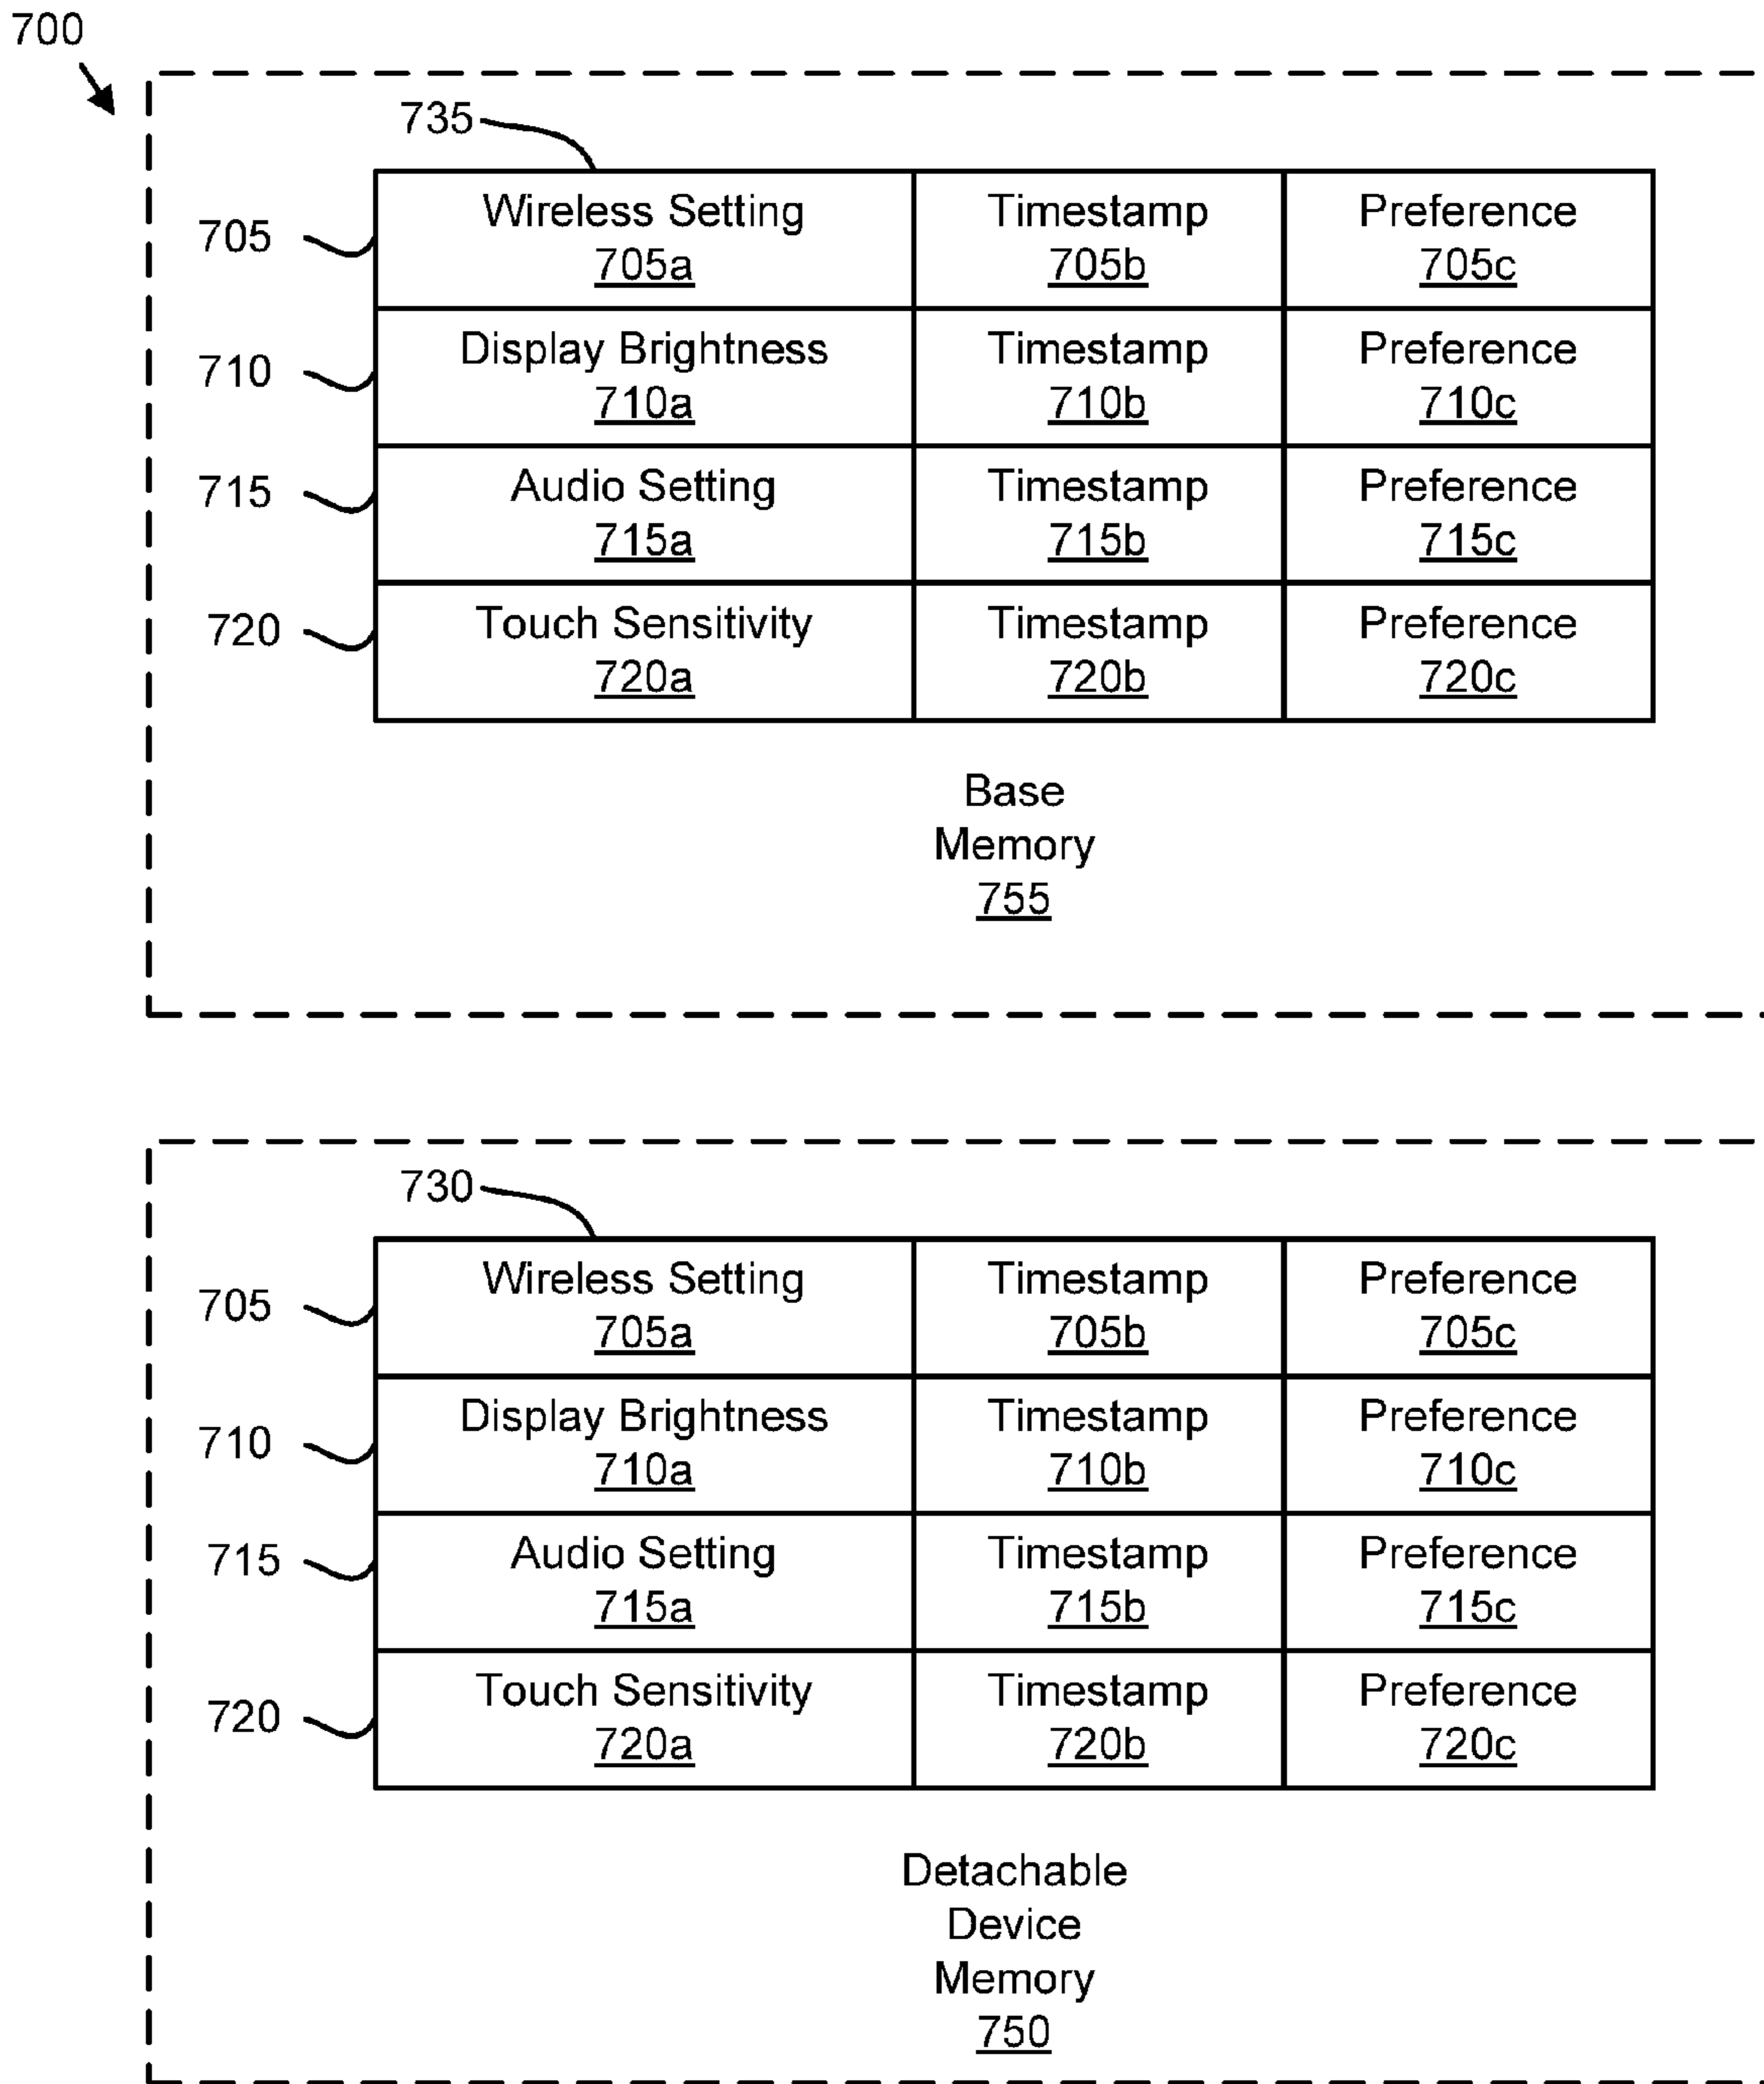 700
735
705
Wireless Setting
705a
Timestamp
705b
Preference
705c
710
Display Brightness
710a
Timestamp
710b
Preference
710c
715
Audio Setting
715a
Timestamp
715b
Preference
715c
720
Touch Sensitivity
720a
Timestamp
720b
Preference
720c
Base
Memory
755
730
705
Wireless Setting
705a
Timestamp
705b
Preference
705c
710
Display Brightness
710a
Timestamp
710b
Preference
710c
715
Audio Setting
715a
Timestamp
715b
Preference
715c
720
Touch Sensitivity
720a
Timestamp
720b
Preference
720c
Detachable
Device
Memory
750